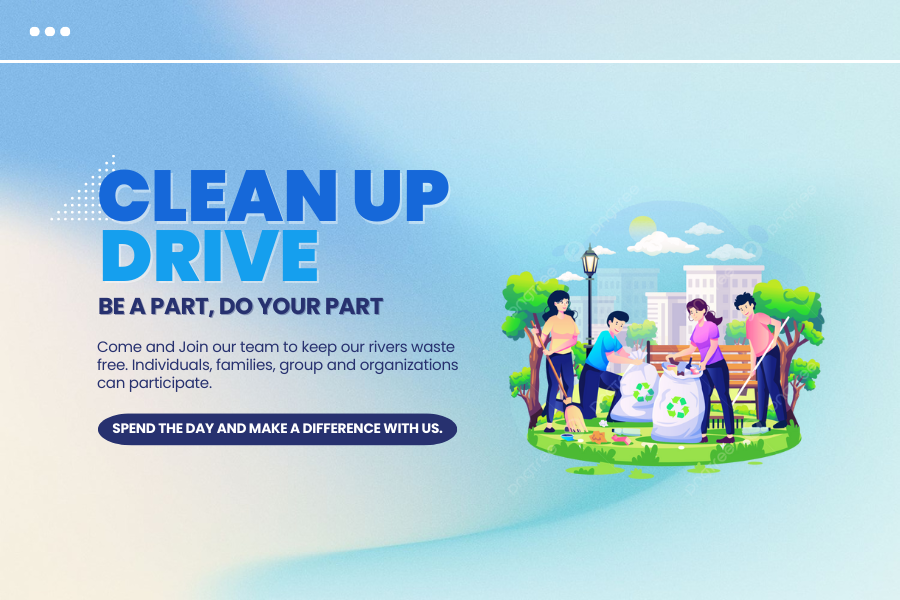 CLEAN UP
DRIVE
BE A PART, DO YOUR PART
Come and Join our team to keep our rivers waste
free. Individuals, families, group and organizations
can participate.
SPEND THE DAY AND MAKE A DIFFERENCE WITH US.